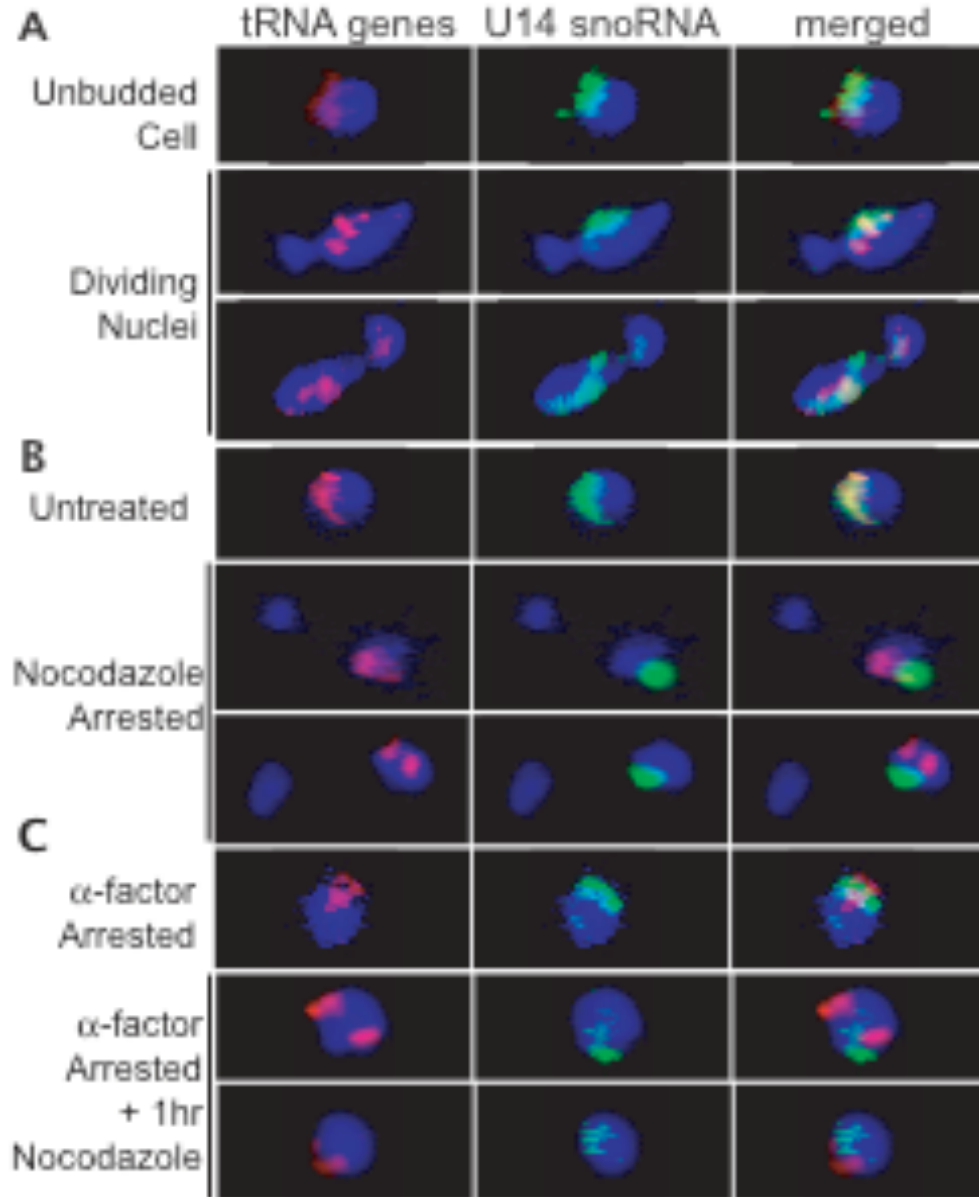 A
tRNA genes U14 snoRNA merged
Unbudded
Cell
Dividing
Nuclei
B
Untreated
Nocodazole
Arrested
C
α-factor
Arrested
α-factor
Arrested
+ 1hr
Nocodazole